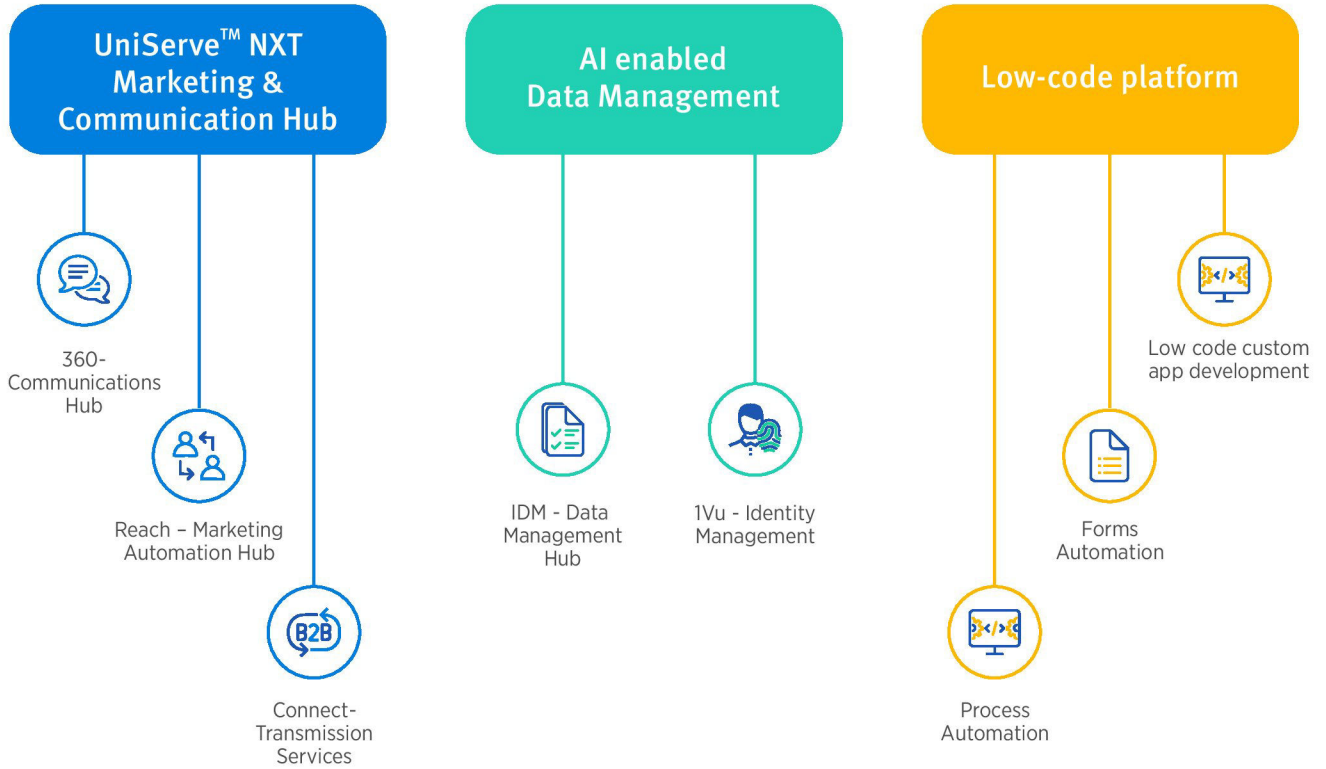 UniServe™ NXT
Marketing &
Communication Hub
360-
Communications
Hub
Reach – Marketing
Automation Hub
B2B
Connect-
Transmission
Services
AI enabled
Data Management
IDM - Data
Management
Hub
1Vu - Identity
Management
Low-code platform
</>
Low code custom
app development
Forms
Automation
</>
Process
Automation